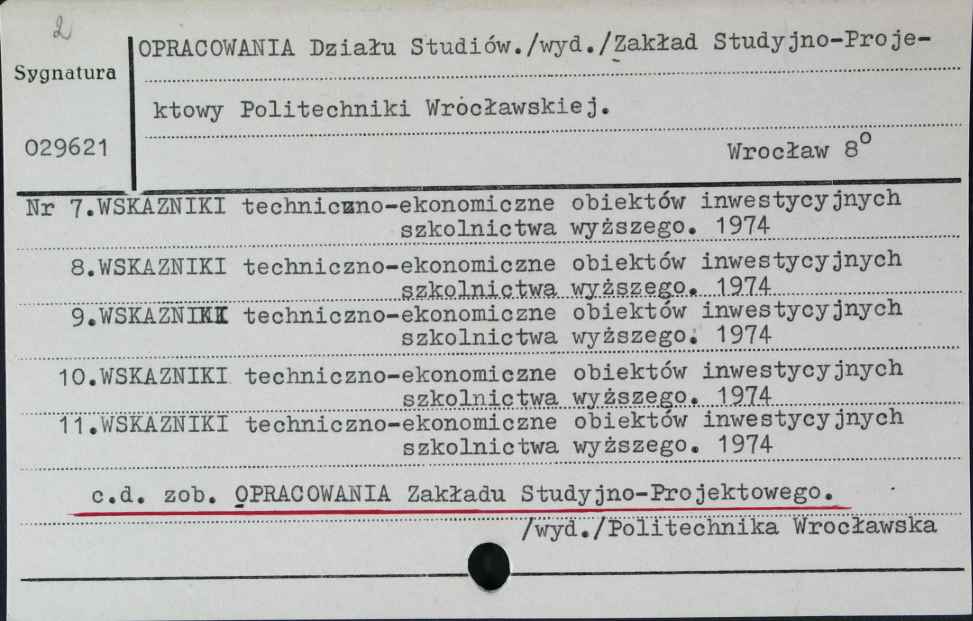 2
OPRACOWANIA Działu Studiów./wyd./Zakład Studyjno-Proje-
Sygnatura
ktowy Politechniki Wrocławskiej.
029621
Wrocław 8°
Nr 7.WSKAZNIKI techniczno-ekonomiczne obiektów inwestycyjnych
szkolnictwa wyższego. 1974
8.WSKAZNIKI techniczno-ekonomiczne obiektów inwestycyjnych
szkolnictwa wyższego. 1974
9.WSKAZNIKI techniczno-ekonomiczne obiektów inwestycyjnych
szkolnictwa wyższego. 1974
10.WSKAZNIKI techniczno-ekonomiczne obiektów inwestycyjnych
szkolnictwa wyższego. 1974
11.WSKAZNIKI techniczno-ekonomiczne obiektów inwestycyjnych
szkolnictwa wyższego. 1974
c.d. zob. OPRACOWANIA Zakładu Studyjno-Projektowego.
/wyd./Politechnika Wrocławska